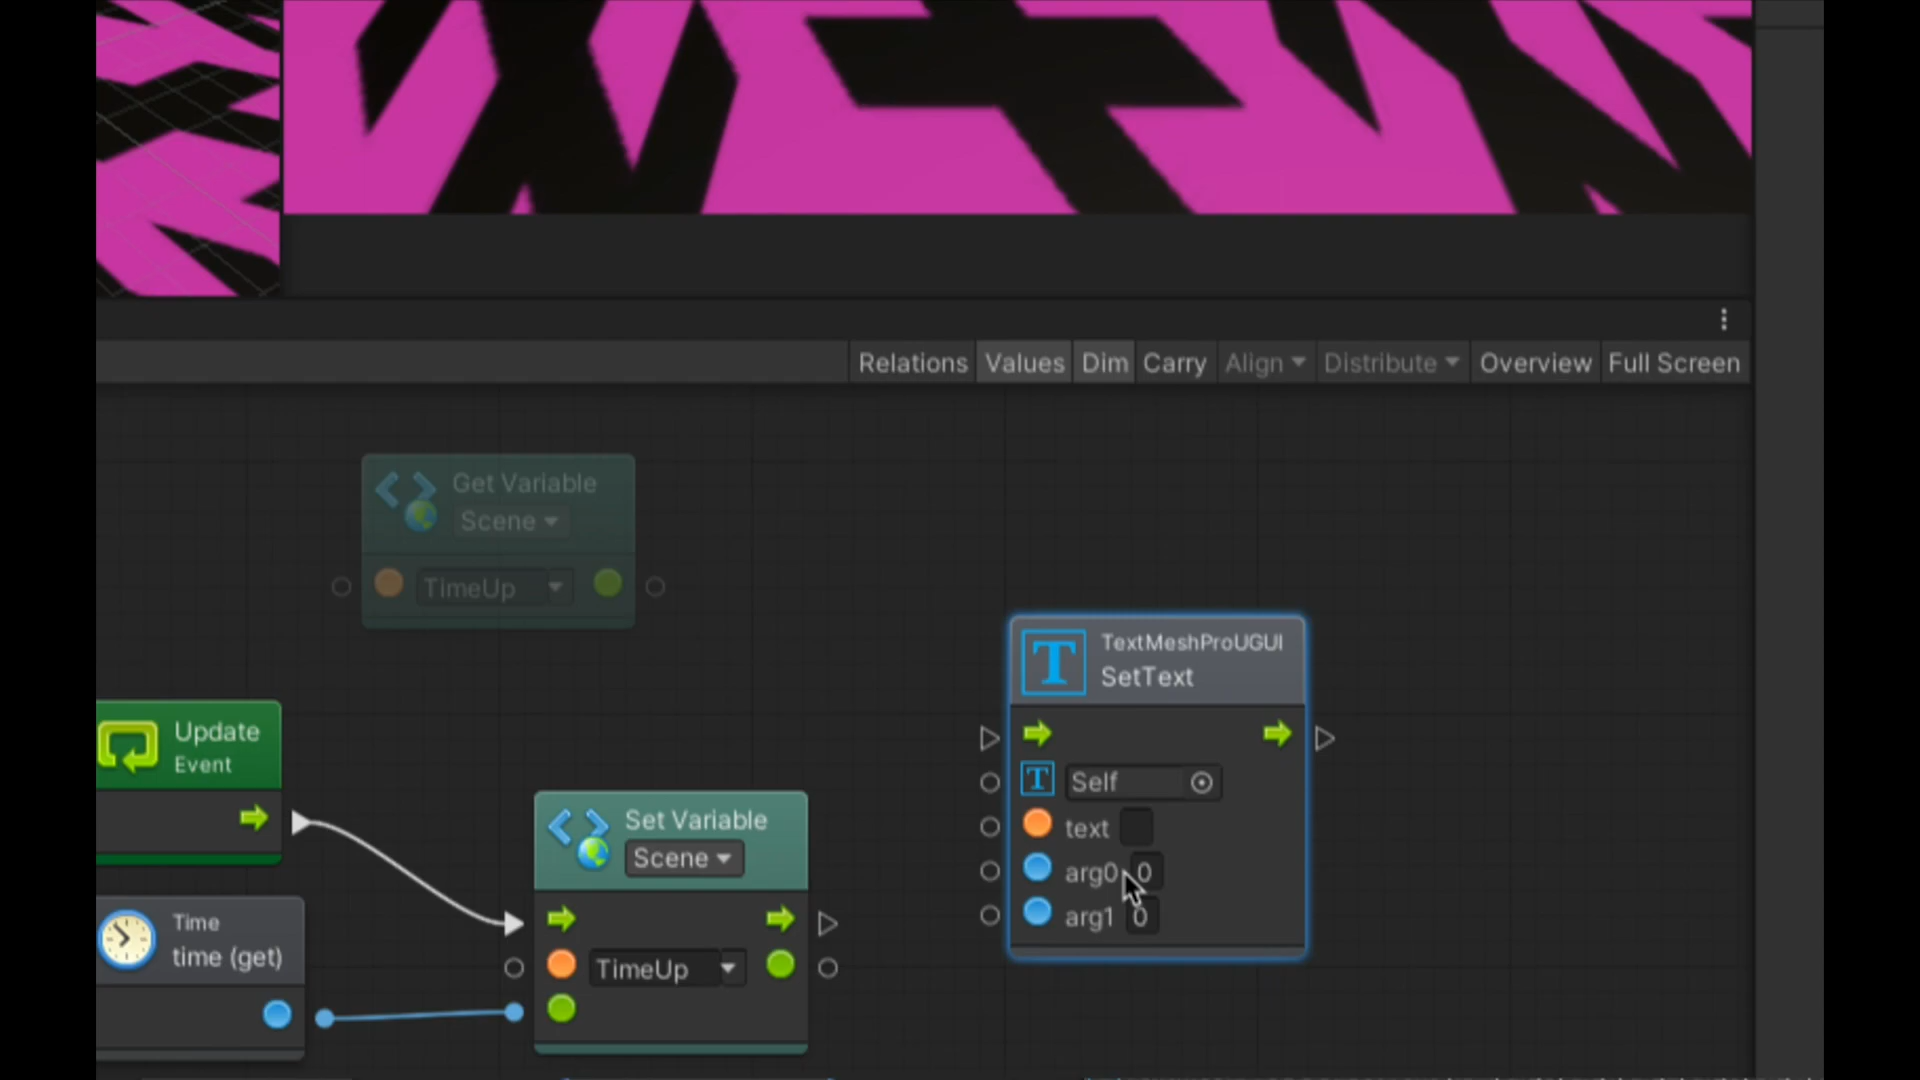 Relations Values Dim Carry Align Distribute Overview Full Screen
Get Variable
Scene
TimeUp
TextMeshProUGUI
SetText
Self
text
arg0 0
arg1 0
Update
Event
Set Variable
Scene
TimeUp
Time
time (get)